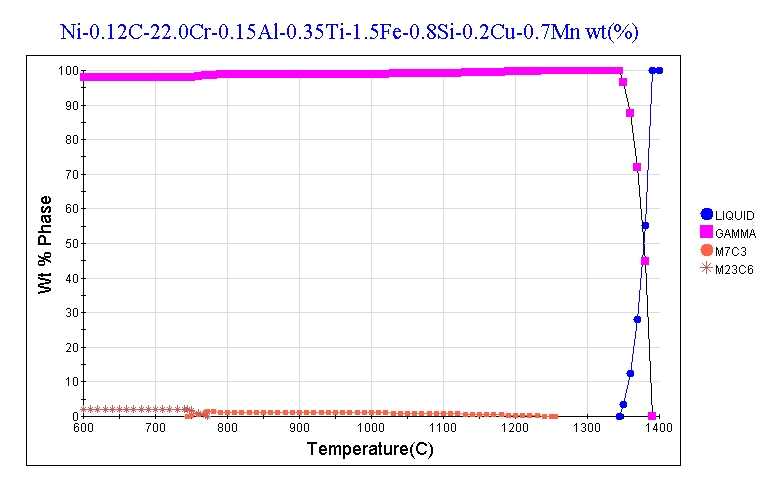 Ni-0.12C-22.0Cr-0.15Al-0.35Ti-1.5Fe-0.8Si-0.2Cu-0.7Mn wt(%)
100
90
80
70
60
50
40
30
20
10
0
Wt % Phase
600 700 800 900 1000 1100 1200 1300 1400
Temperature(C)
LIQUID
GAMMA
M7C3
M23C6